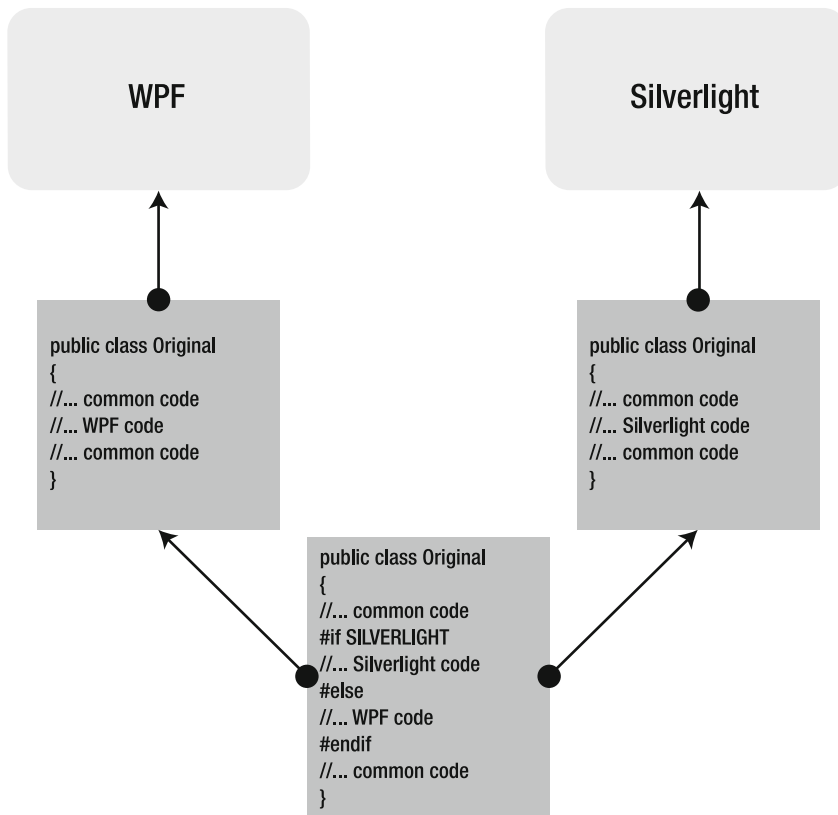 WPF
Silverlight
public class Original
{
//... common code
//... WPF code
//... common code
}
public class Original
{
//... common code
//... Silverlight code
//... common code
}
public class Original
{
//... common code
#if SILVERLIGHT
//... Silverlight code
#else
//... WPF code
#endif
//... common code
}